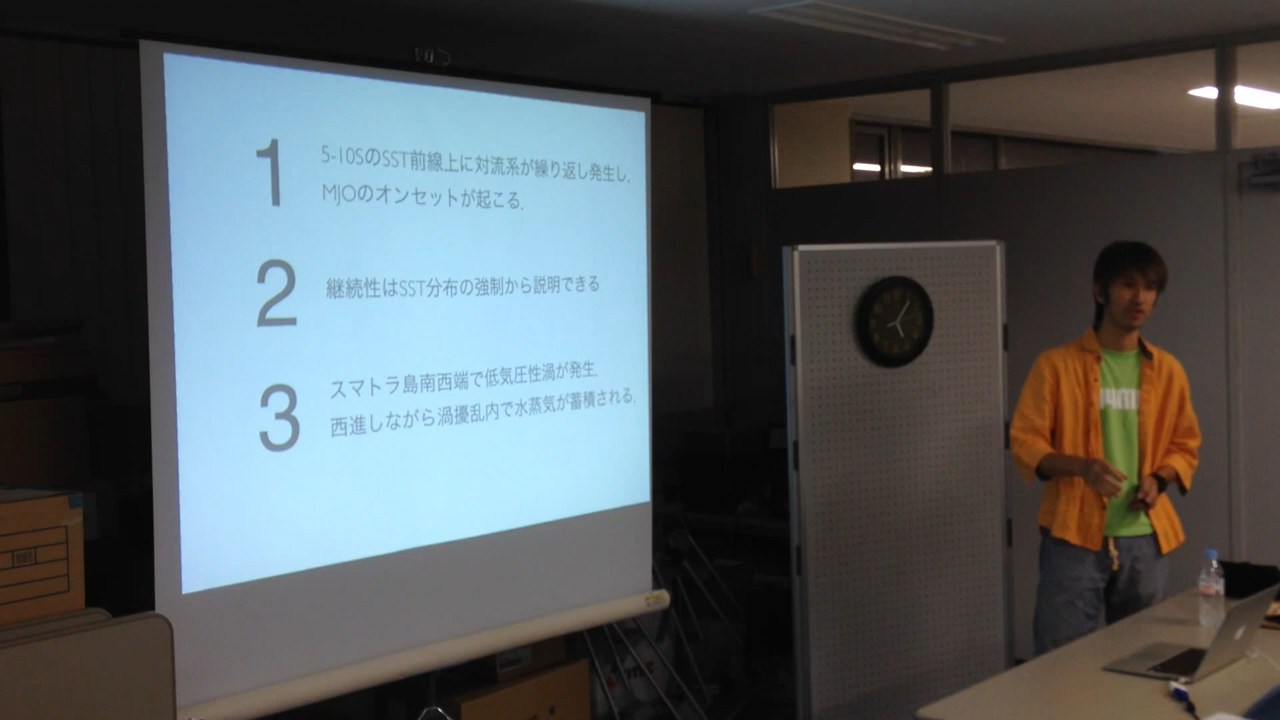 1
5-10SのSST前線上に対流系が繰り返し発生し,
MJOのオンセットが起こる.
2
継続性はSST分布の強制から説明できる
3
スマトラ島南西端で低気圧性渦が発生.
西進しながら渦擾乱内で水蒸気が蓄積される.